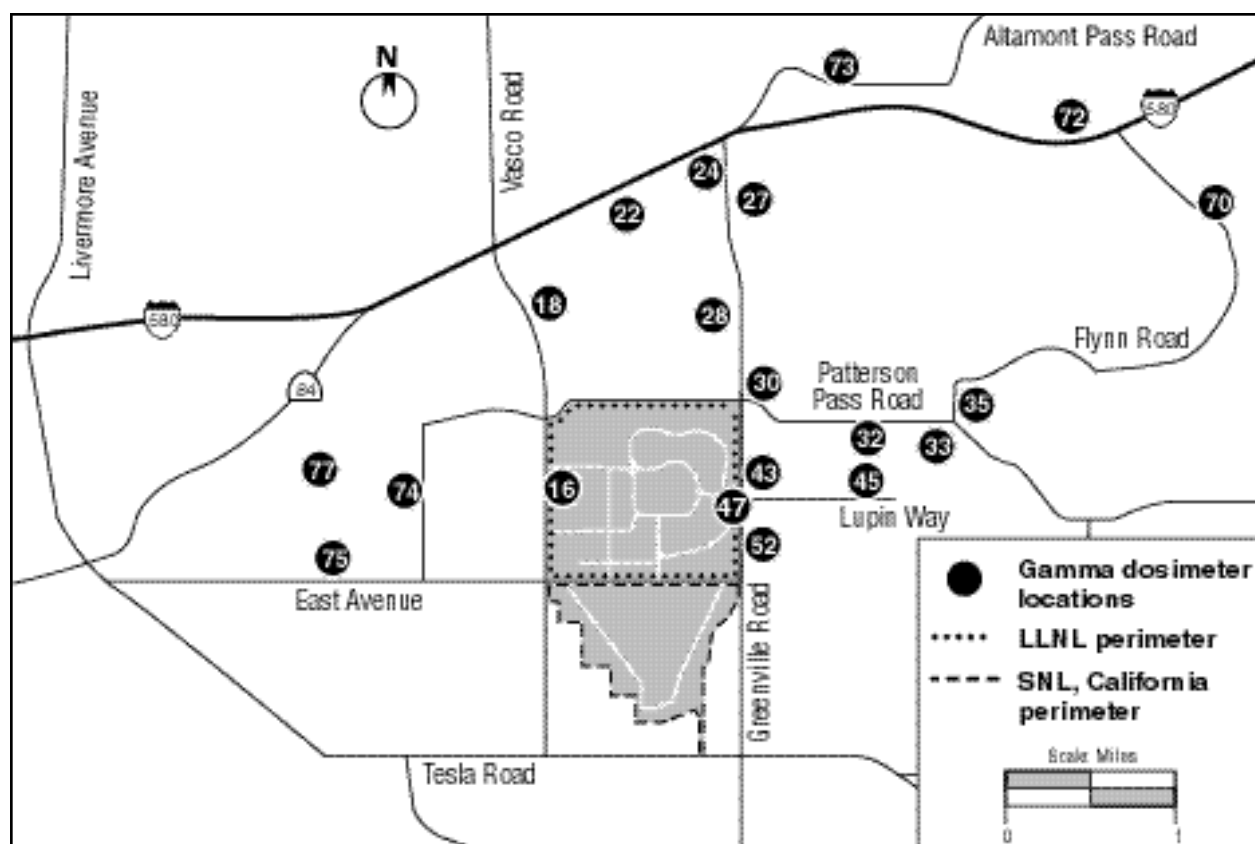 Altamont Pass Road
N
73
580
72
Livermore Avenue
Vasco Road
24
27
22
70
18
28
580
Flynn Road
84
30
Patterson
Pass Road
35
32
33
77
74
16
43
45
47
Lupin Way
52
75
East Avenue
Greenville Road
Tesla Road
Gamma dosimeter
locations
LLNL perimeter
SNL, California
perimeter
Scale: Miles
0
1